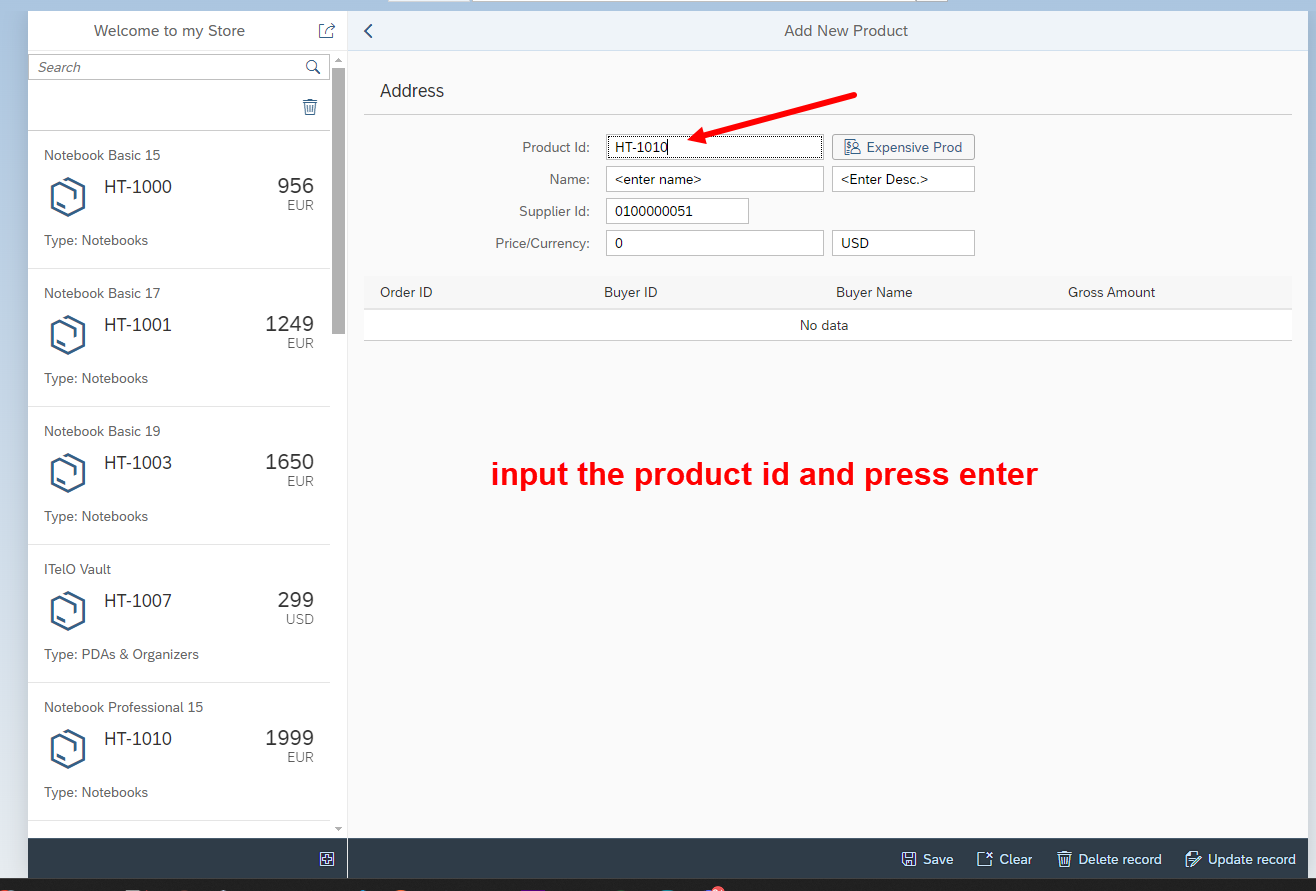 Welcome to my Store
Add New Product
Search
Address
Product Id:
HT-1010
Expensive Prod
Name:
<enter name>
<Enter Desc.>
Supplier Id:
0100000051
Price/Currency:
0
USD
Order ID
Buyer ID
Buyer Name
Gross Amount
No data
input the product id and press enter
Notebook Basic 15
HT-1000
956
EUR
Type: Notebooks
Notebook Basic 17
HT-1001
1249
EUR
Type: Notebooks
Notebook Basic 19
HT-1003
1650
EUR
Type: Notebooks
ITelO Vault
HT-1007
299
USD
Type: PDAs & Organizers
Notebook Professional 15
HT-1010
1999
EUR
Type: Notebooks
Save
Clear
Delete record
Update record